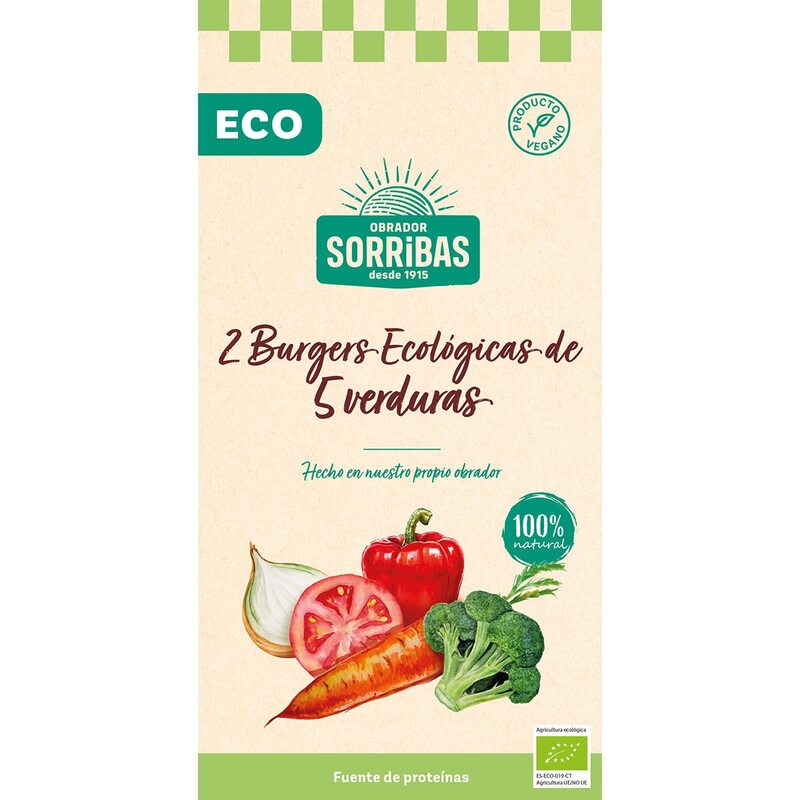 ECO
PRODUCTO
VEGANO
OBRADOR
SORRiBAS
desde 1915
2 Burgers Ecológicas de
5 verduras
Hecho en nuestro propio obrador
100%
natural
Agricultura ecológica
ES-ECO-019-CT
Agricultura UE/NO UE
Fuente de proteínas